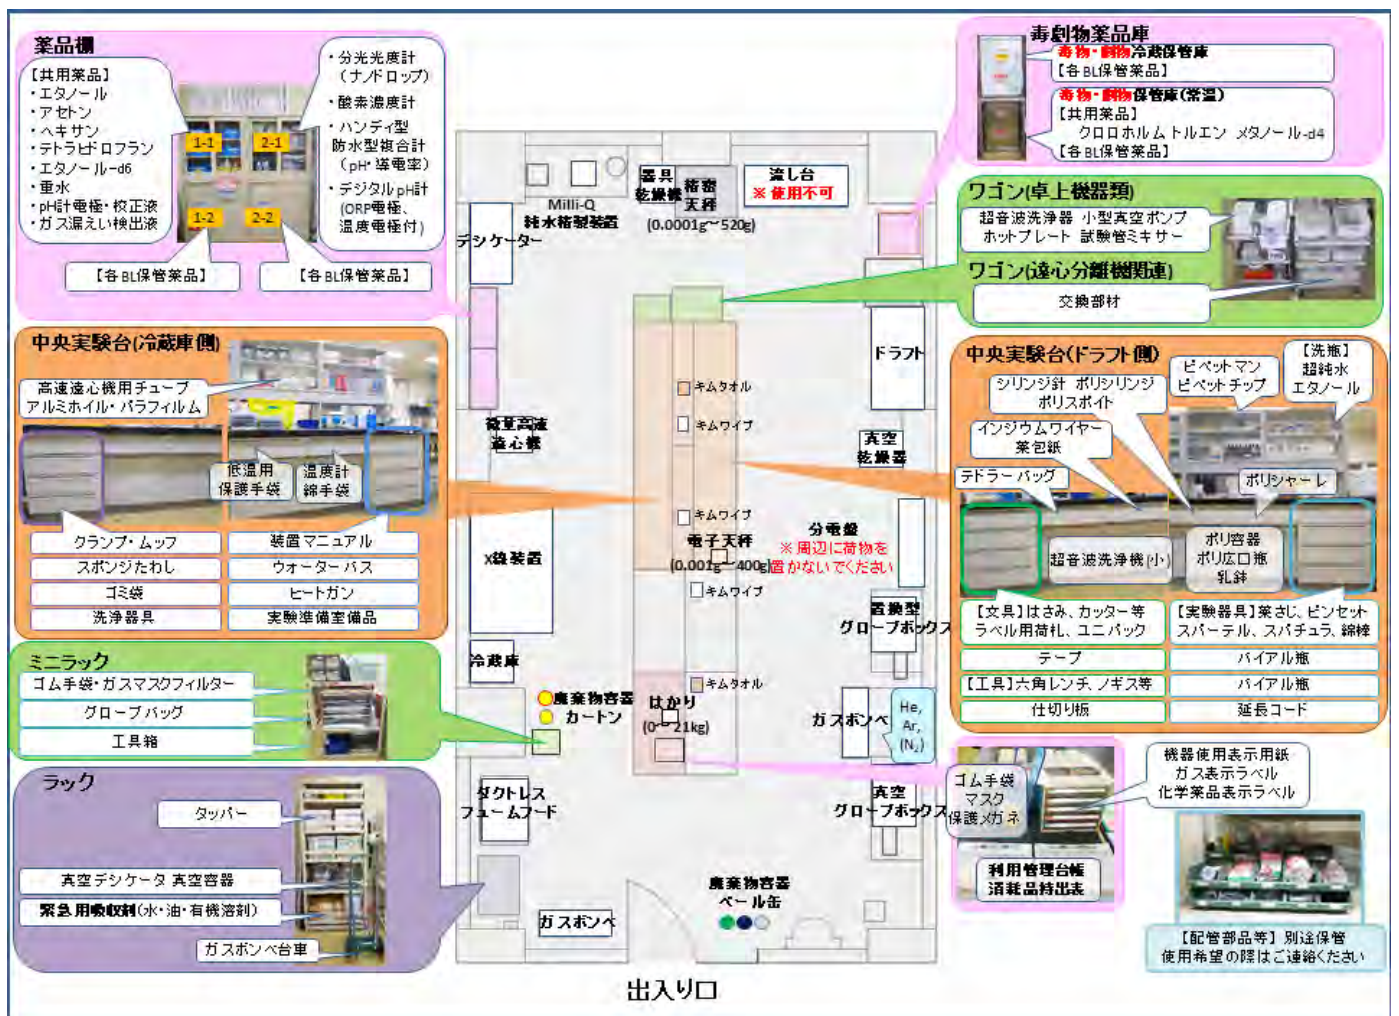 薬品棚
【共用薬品】
・エタノール
・アセトン
・ヘキサン
・テトラヒドロフラン
・エタノール-d6
・重水
・pH計電極・校正液
・ガス漏えい検出液
1-1
2-1
1-2
2-2
・分光光度計
(ナノドロップ)
・酸素濃度計
・ハンディ型
防水型複合計
(pH・導電率)
・デジタルpH計
(ORP電極、
温度電極付)
【各BL保管薬品】
【各BL保管薬品】
毒劇物薬品庫
毒物・劇物冷蔵保管庫
【各BL保管薬品】
毒物・劇物保管庫(常温)
【共用薬品】
クロロホルムトルエン メタノール-d4
【各BL保管薬品】
ワゴン(卓上機器類)
超音波洗浄器 小型真空ポンプ
ホットプレート 試験管ミキサー
ワゴン(遠心分離機関連)
交換部材
中央実験台(冷蔵庫側)
高速遠心機用チューブ
アルミホイル・パラフィルム
低温用
保護手袋
温度計
綿手袋
クランプ・ムッフ
スポンジたわし
ゴミ袋
洗浄器具
装置マニュアル
ウォーターバス
ヒートガン
実験準備室備品
中央実験台(ドラフト側)
シリンジ針 ポリシリンジ
ポリスポイト
ピペットマン
ピペットチップ
【洗瓶】
超純水
エタノール
インジウムワイヤー
薬包紙
テドラーバッグ
ポリシャーレ
超音波洗浄機(小)
ポリ容器
ポリ広口瓶
乳鉢
【文具】はさみ、カッター等
ラベル用荷札、ユニパック
テープ
【工具】六角レンチ、ノギス等
仕切り板
【実験器具】薬さじ、ピンセット
スパーテル、スパチュラ、綿棒
バイアル瓶
バイアル瓶
延長コード
ミニラック
ゴム手袋・ガスマスクフィルター
グローブバッグ
工具箱
ラック
タッパー
真空デシケータ 真空容器
緊急用吸収剤(水・油・有機溶剤)
ガスボンベ台車
Milli-Q
純水精製装置
器具
乾燥機
精密
天秤
(0.0001g～520g)
流し台
※使用不可
デシケーター
ドラフト
キムタオル
キムワイプ
微量高速
遠心機
真空
乾燥器
キムワイプ
電子天秤
(0.001g～400g)
分電盤
※周辺に荷物を
置かないでください
X線装置
キムワイプ
置換型
グローブボックス
冷蔵庫
キムタオル
廃棄物容器
カートン
はかり
(0～21kg)
ガスボンベ
He,
Ar,
(N₂)
ダクトレス
フュームフード
真空
グローブボックス
廃棄物容器
ペール缶
ガスボンベ
出入り口
ゴム手袋
マスク
保護メガネ
機器使用表示用紙
ガス表示ラベル
化学薬品表示ラベル
利用管理台帳
消耗品持出表
【配管部品等】別途保管
使用希望の際はご連絡ください